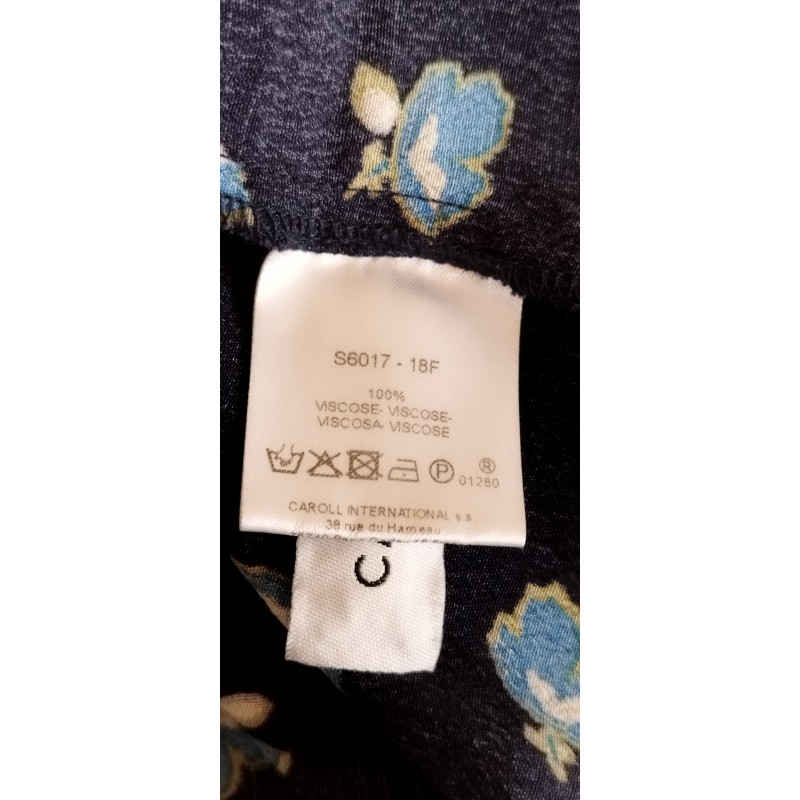 S6017 - 18F
100%
VISCOSE- VISCOSE-
VISCOSA- VISCOSE
P
®
01280
CAROLL INTERNATIONAL s.a
38 rue du Hameau
C